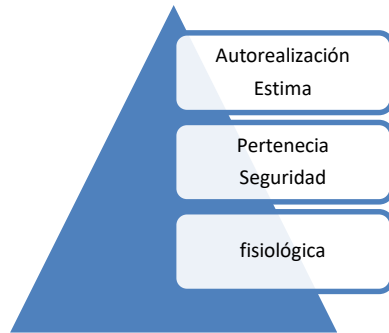 Autorealización
Estima
Pertenecia
Seguridad
fisiológica